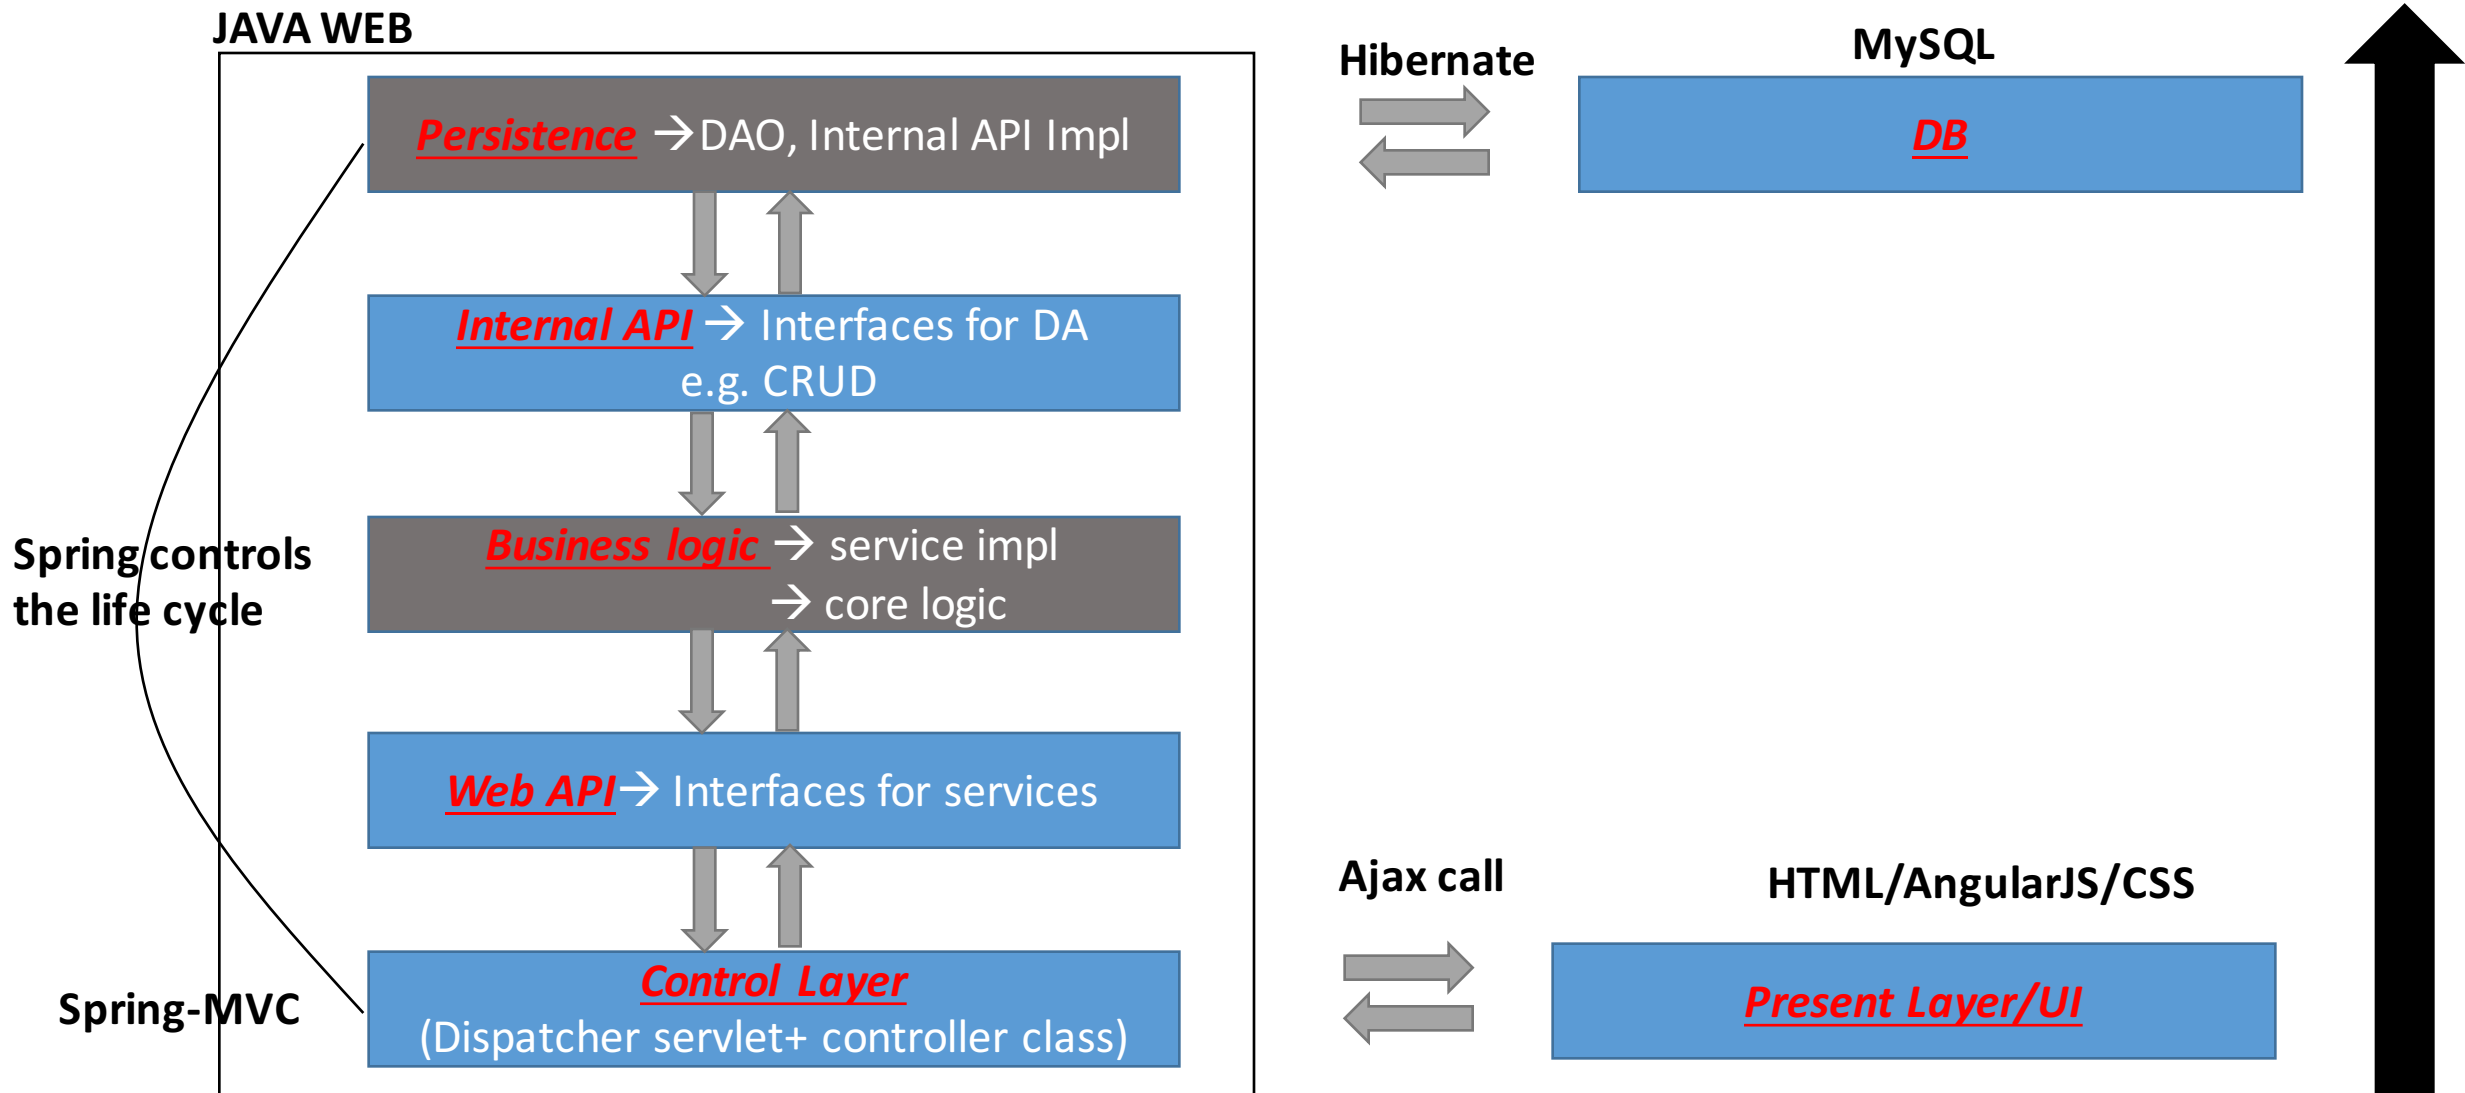 JAVA WEB
Hibernate
MySQL
Persistence →DAO, Internal API Impl
DB
Internal API → Interfaces for DA
e.g. CRUD
Spring controls
the life cycle
Business logic → service impl
→ core logic
Web API→ Interfaces for services
Ajax call
HTML/AngularJS/CSS
Spring-MVC
Control Layer
(Dispatcher servlet+ controller class)
Present Layer/UI